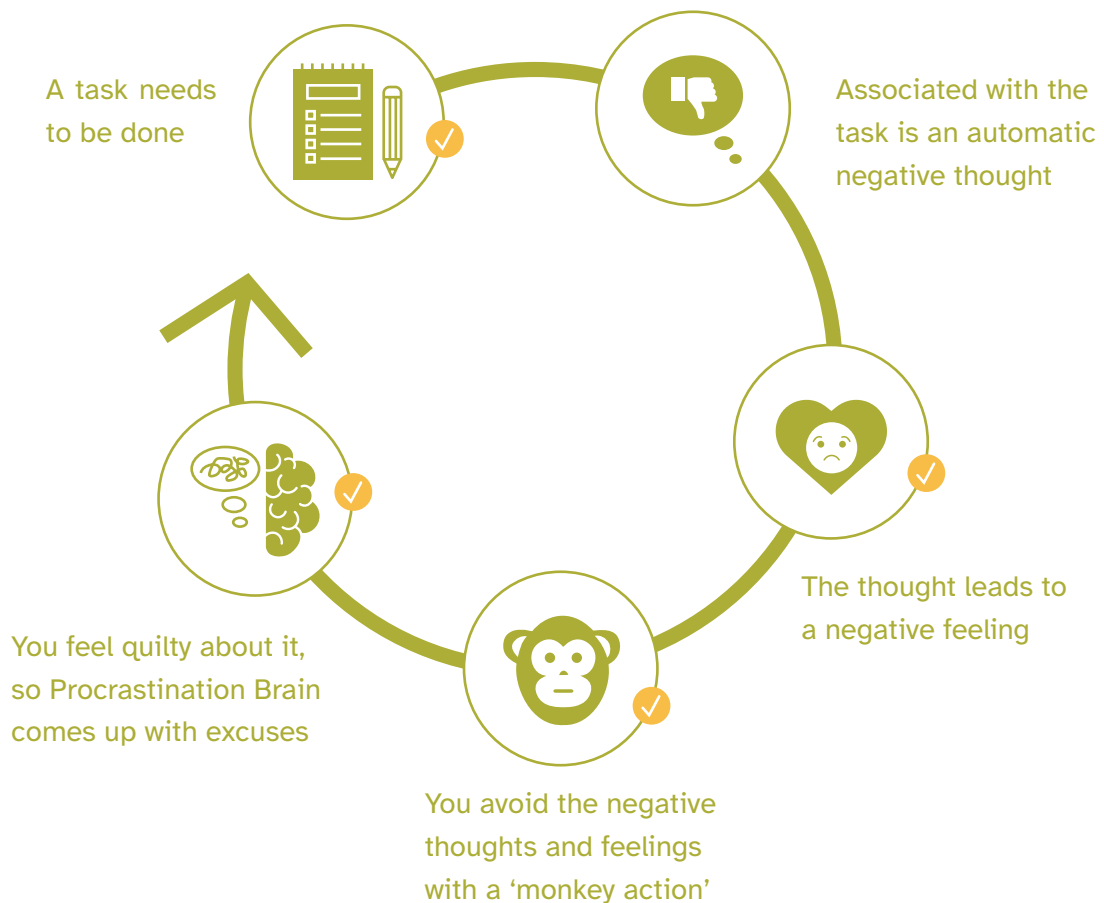 A task needs
to be done
Associated with the
task is an automatic
negative thought
The thought leads to
a negative feeling
You avoid the negative
thoughts and feelings
with a ‘monkey action’
You feel quilty about it,
so Procrastination Brain
comes up with excuses